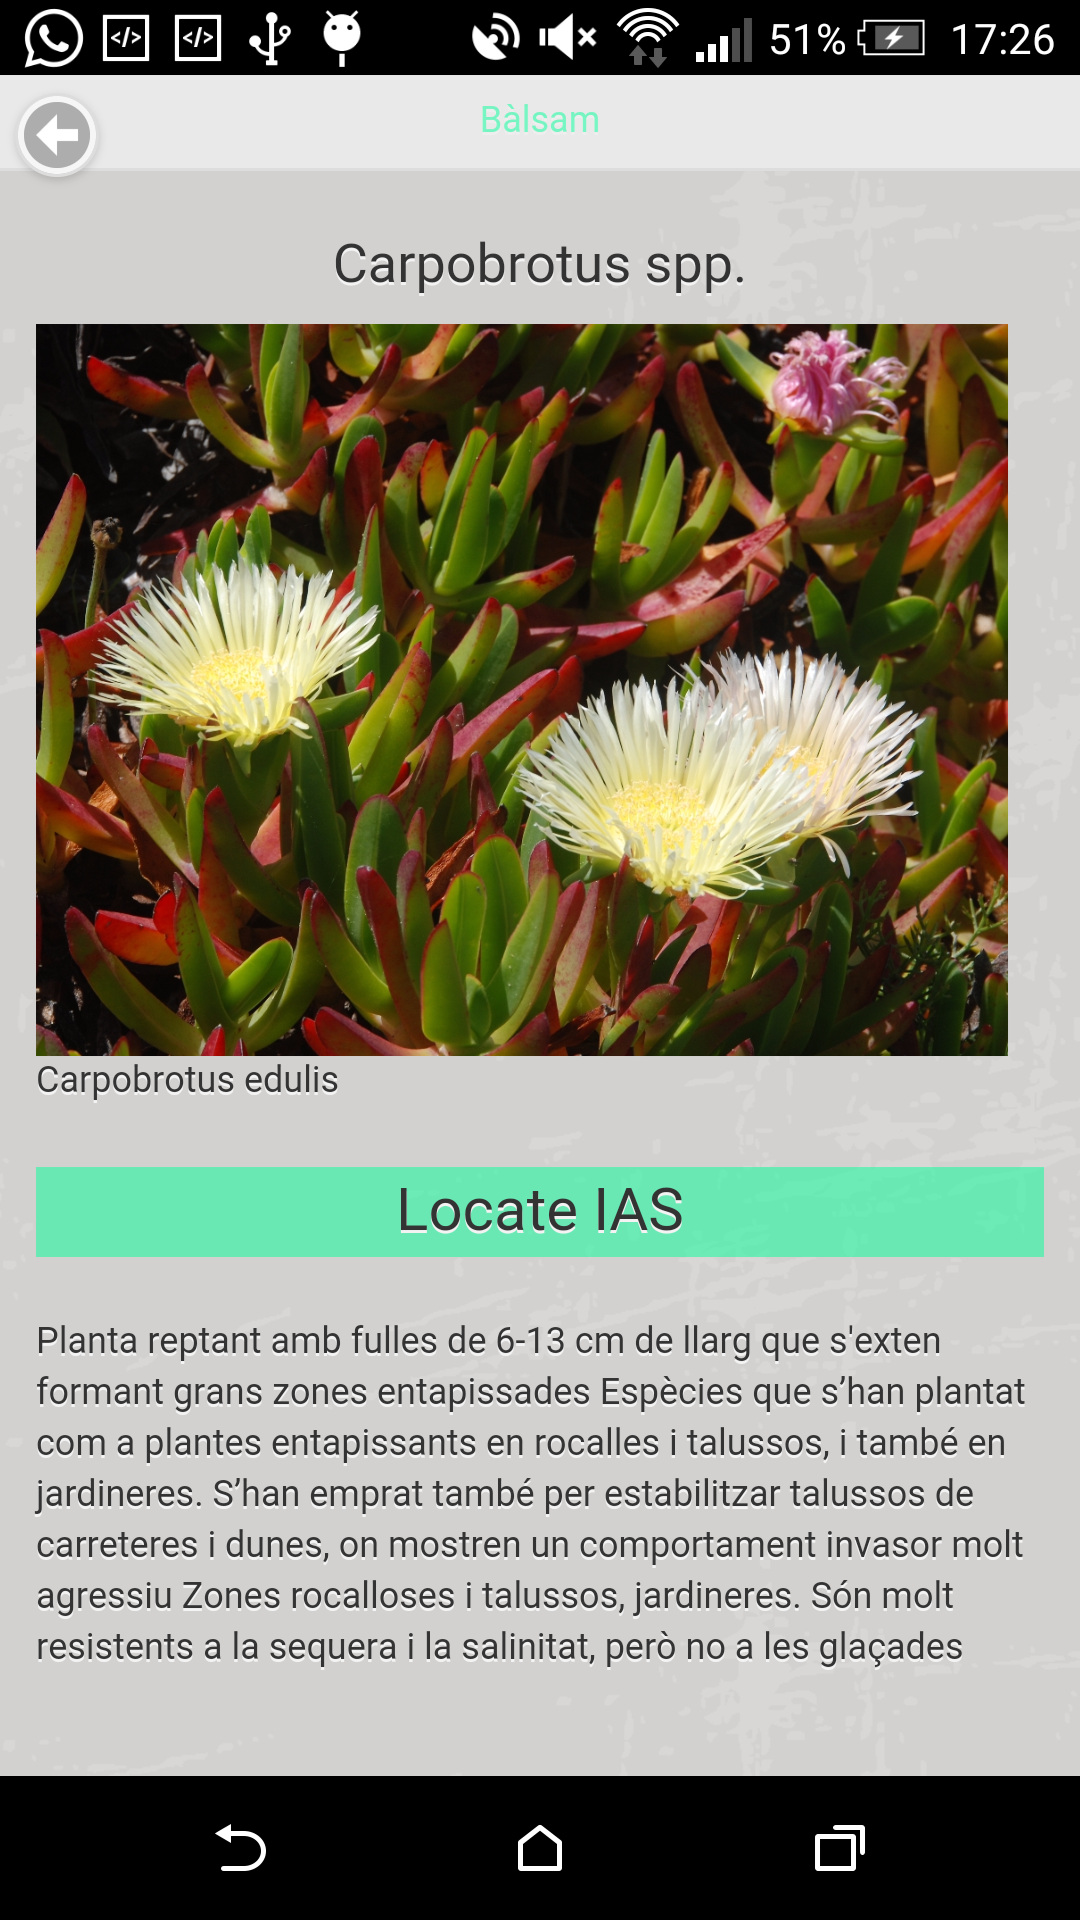 51% 17:26
Bàlsam
Carpobrotus spp.
Carpobrotus edulis
Locate IAS
Planta reptant amb fulles de 6-13 cm de llarg que s'exten
formant grans zones entapissades Espècies que s’han plantat
com a plantes entapissants en rocalles i talussos, i també en
jardineres. S’han emprat també per estabilitzar talussos de
carreteres i dunes, on mostren un comportament invasor molt
agressiu Zones rocalloses i talussos, jardineres. Són molt
resistents a la sequera i la salinitat, però no a les glaçades